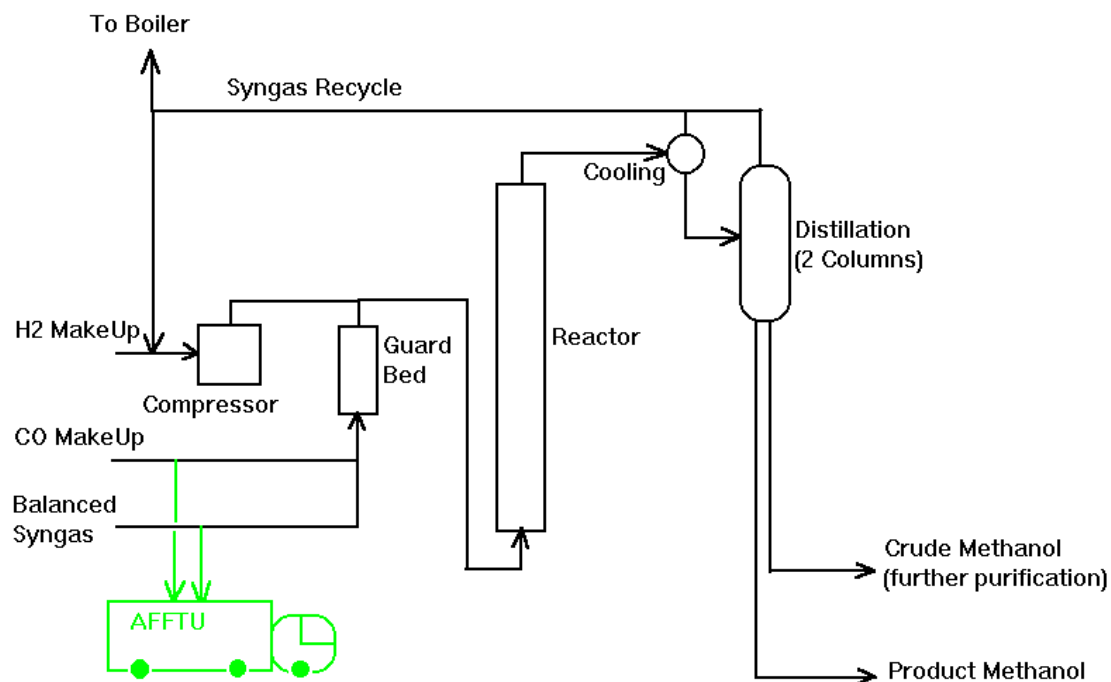 To Boiler
Syngas Recycle
Cooling
Distillation
(2 Columns)
H2 MakeUp
Guard
Bed
Reactor
Compressor
CO MakeUp
Balanced
Syngas
Crude Methanol
(further purification)
AFFTU
Product Methanol